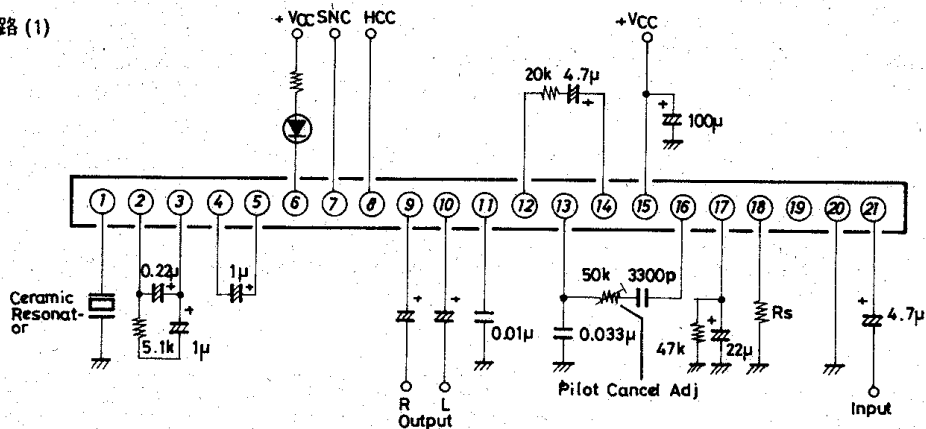 路 (1)
+VCC SNC HCC
+VCC
20k 4.7μ
+
+
100μ
1 2 3 4 5 6 7 8 9 10 11 12 13 14 15 16 17 18 19 20 21
0.22μ
+
1μ
+
50k 3300p
Ceramic
Resonat-
or
+
5.1k 1μ
+ +
0.01μ
0.033μ
+
47k 22μ
Rs
+
4.7μ
Pilot Cancel Adj
R L
Output
Input